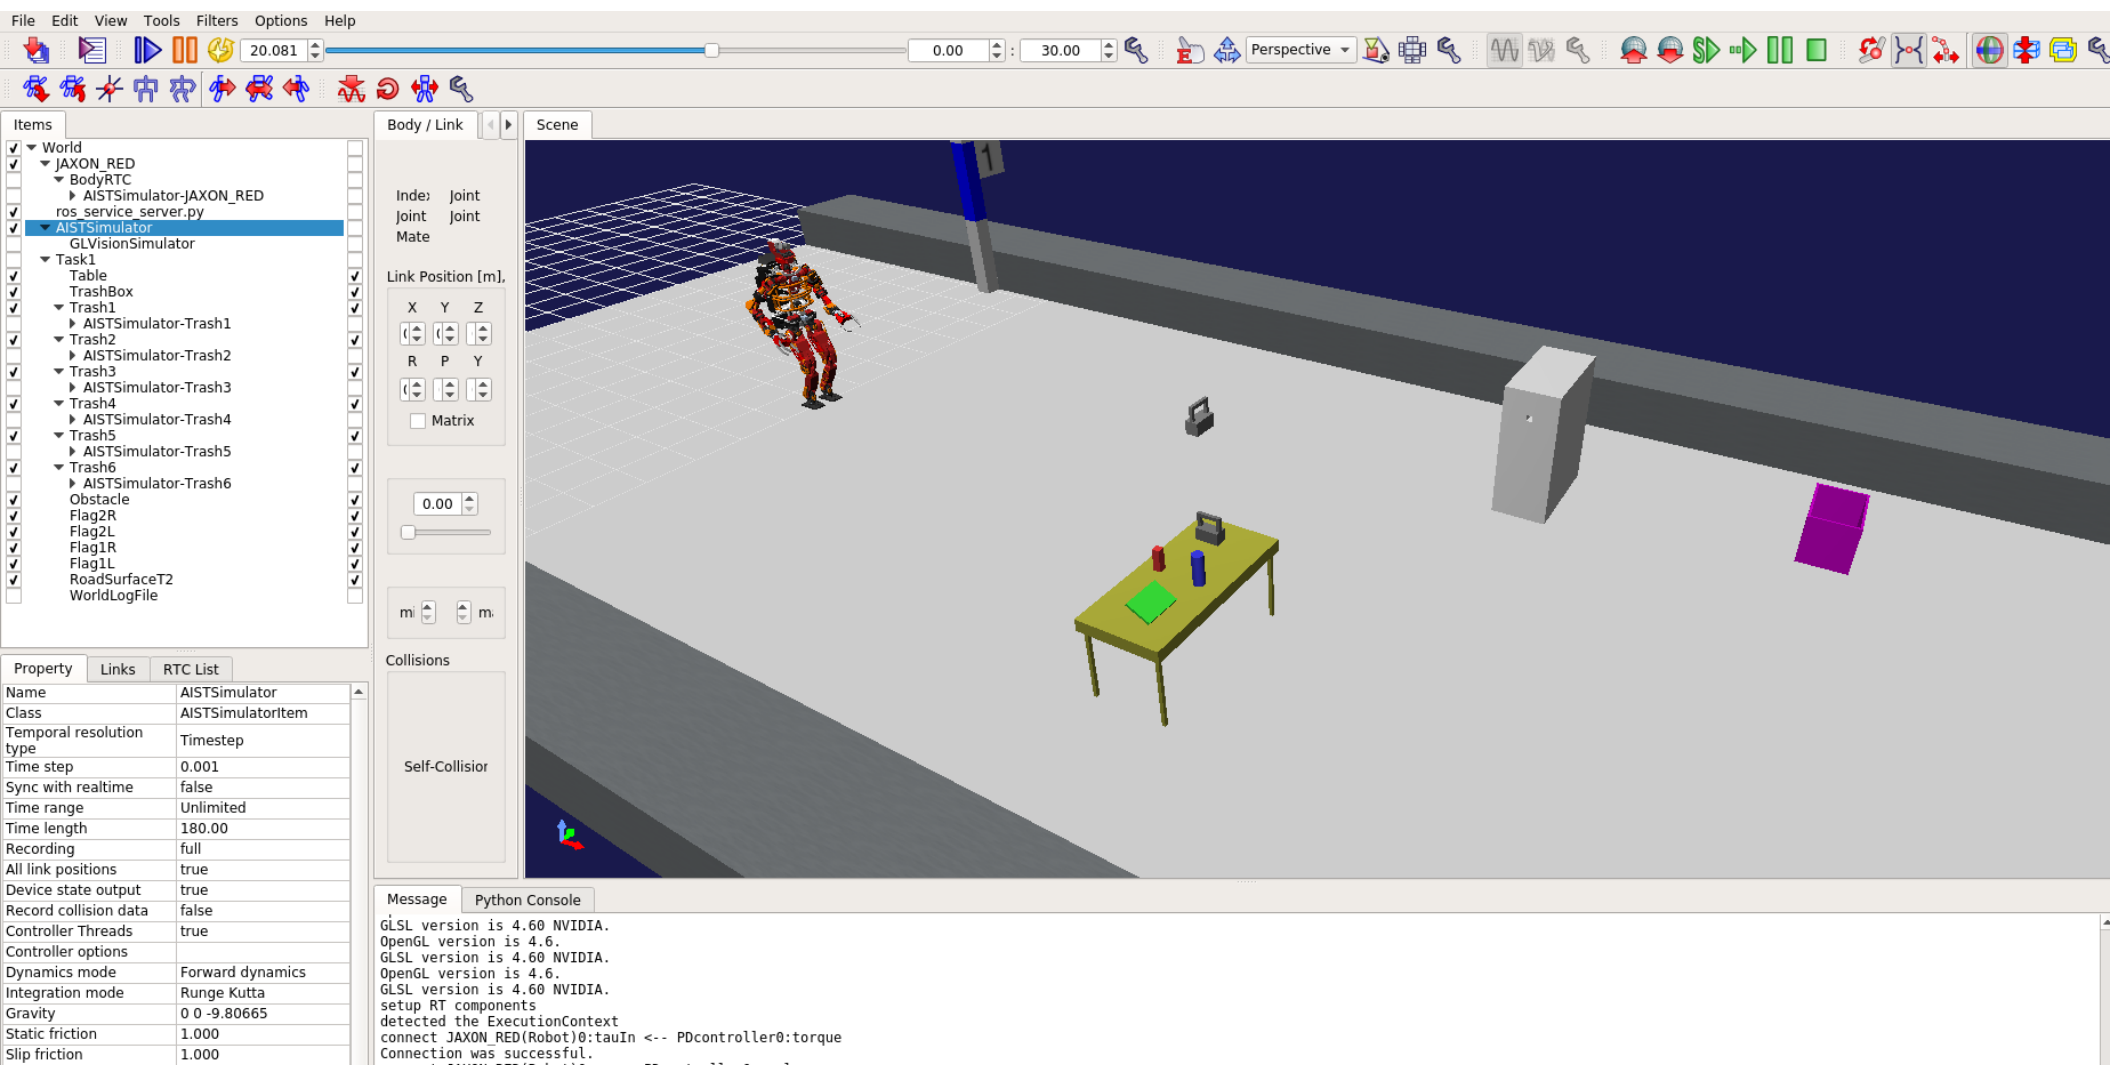 File Edit View Tools Filters Options Help
20.081 0.00 : 30.00 Perspective
Items
World
JAXON_RED
BodyRTC
AISTSimulator-JAXON_RED
ros_service_server.py
AISTSimulator
GLVisionSimulator
Task1
Table
TrashBox
Trash1
AISTSimulator-Trash1
Trash2
AISTSimulator-Trash2
Trash3
AISTSimulator-Trash3
Trash4
AISTSimulator-Trash4
Trash5
AISTSimulator-Trash5
Trash6
AISTSimulator-Trash6
Obstacle
Flag2R
Flag2L
Flag1R
Flag1L
RoadSurfaceT2
WorldLogFile
Property Links RTC List
Name AISTSimulator
Class AISTSimulatorItem
Temporal resolution
type Timestep
Time step 0.001
Sync with realtime false
Time range Unlimited
Time length 180.00
Recording full
All link positions true
Device state output true
Record collision data false
Controller Threads true
Controller options
Dynamics mode Forward dynamics
Integration mode Runge Kutta
Gravity 0 0 -9.80665
Static friction 1.000
Slip friction 1.000
Body / Link
Joint
Joint Joint
Mate
Link Position [m],
X Y Z
R P Y
Matrix
0.00
mi
Collisions
Self-Collision
Scene
1
Message Python Console
GLSL version is 4.60 NVIDIA.
OpenGL version is 4.6.
GLSL version is 4.60 NVIDIA.
OpenGL version is 4.6.
GLSL version is 4.60 NVIDIA.
setup RT components
detected the ExecutionContext
connect JAXON_RED(Robot)0:tauIn <-- PDcontroller0:torque
Connection was successful.